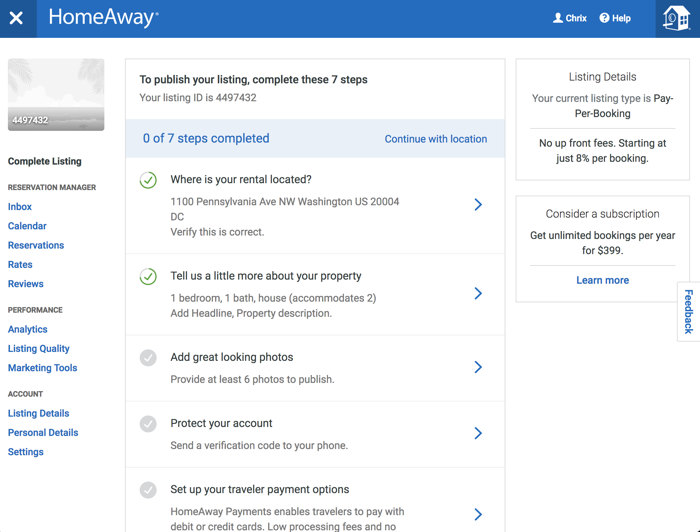 HomeAway®
Chrix
Help
4497432
Complete Listing
RESERVATION MANAGER
Inbox
Calendar
Reservations
Rates
Reviews
PERFORMANCE
Analytics
Listing Quality
Marketing Tools
ACCOUNT
Listing Details
Personal Details
Settings
To publish your listing, complete these 7 steps
Your listing ID is 4497432
0 of 7 steps completed
Continue with location
Where is your rental located?
1100 Pennsylvania Ave NW Washington US 20004
DC
Verify this is correct.
Tell us a little more about your property
1 bedroom, 1 bath, house (accommodates 2)
Add Headline, Property description.
Add great looking photos
Provide at least 6 photos to publish.
Protect your account
Send a verification code to your phone.
Set up your traveler payment options
HomeAway Payments enables travelers to pay with
debit or credit cards. Low processing fees and no
Listing Details
Your current listing type is Pay-
Per-Booking
No up front fees. Starting at
just 8% per booking.
Consider a subscription
Get unlimited bookings per year
for $399.
Learn more
Feedback